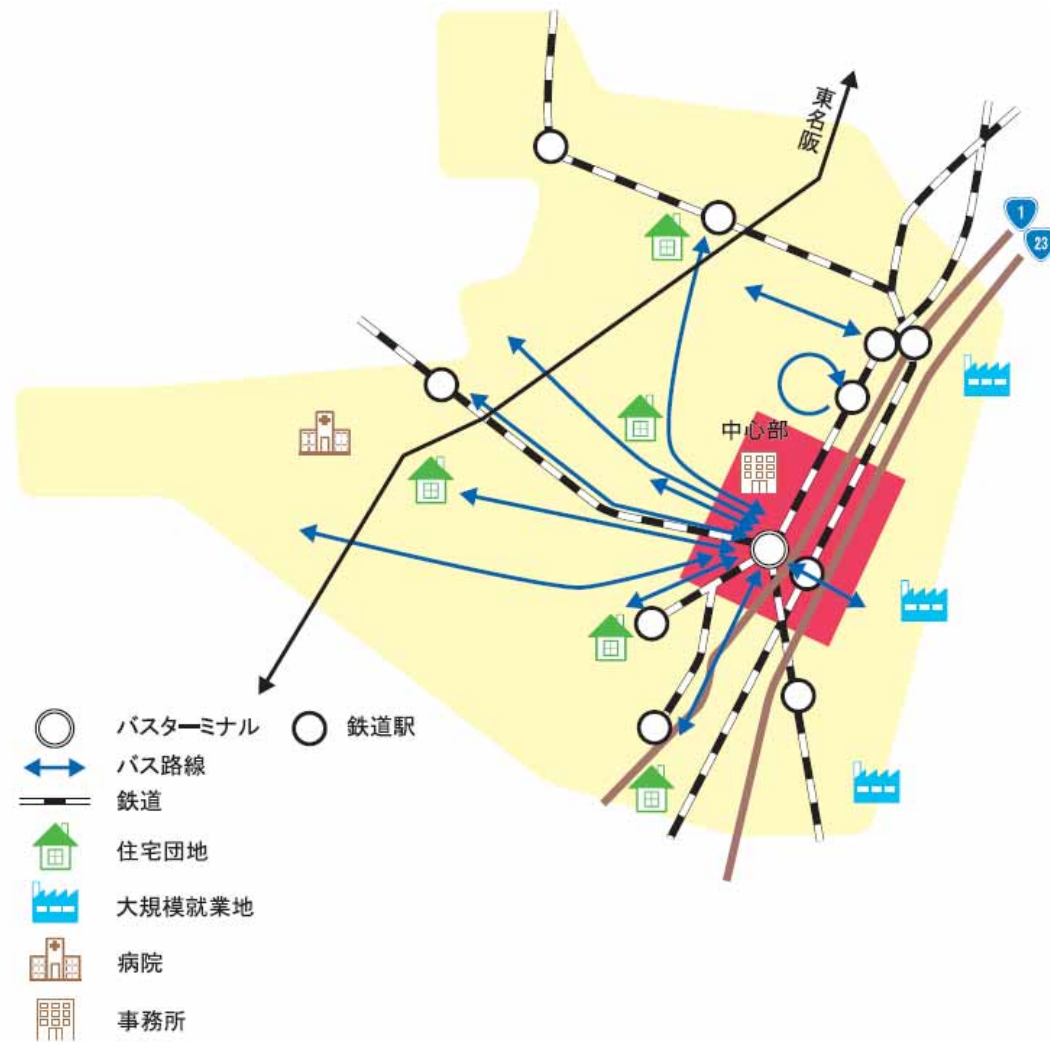 東名阪
1
23
中心部
バスターミナル
鉄道駅
バス路線
鉄道
住宅団地
大規模就業地
病院
事務所